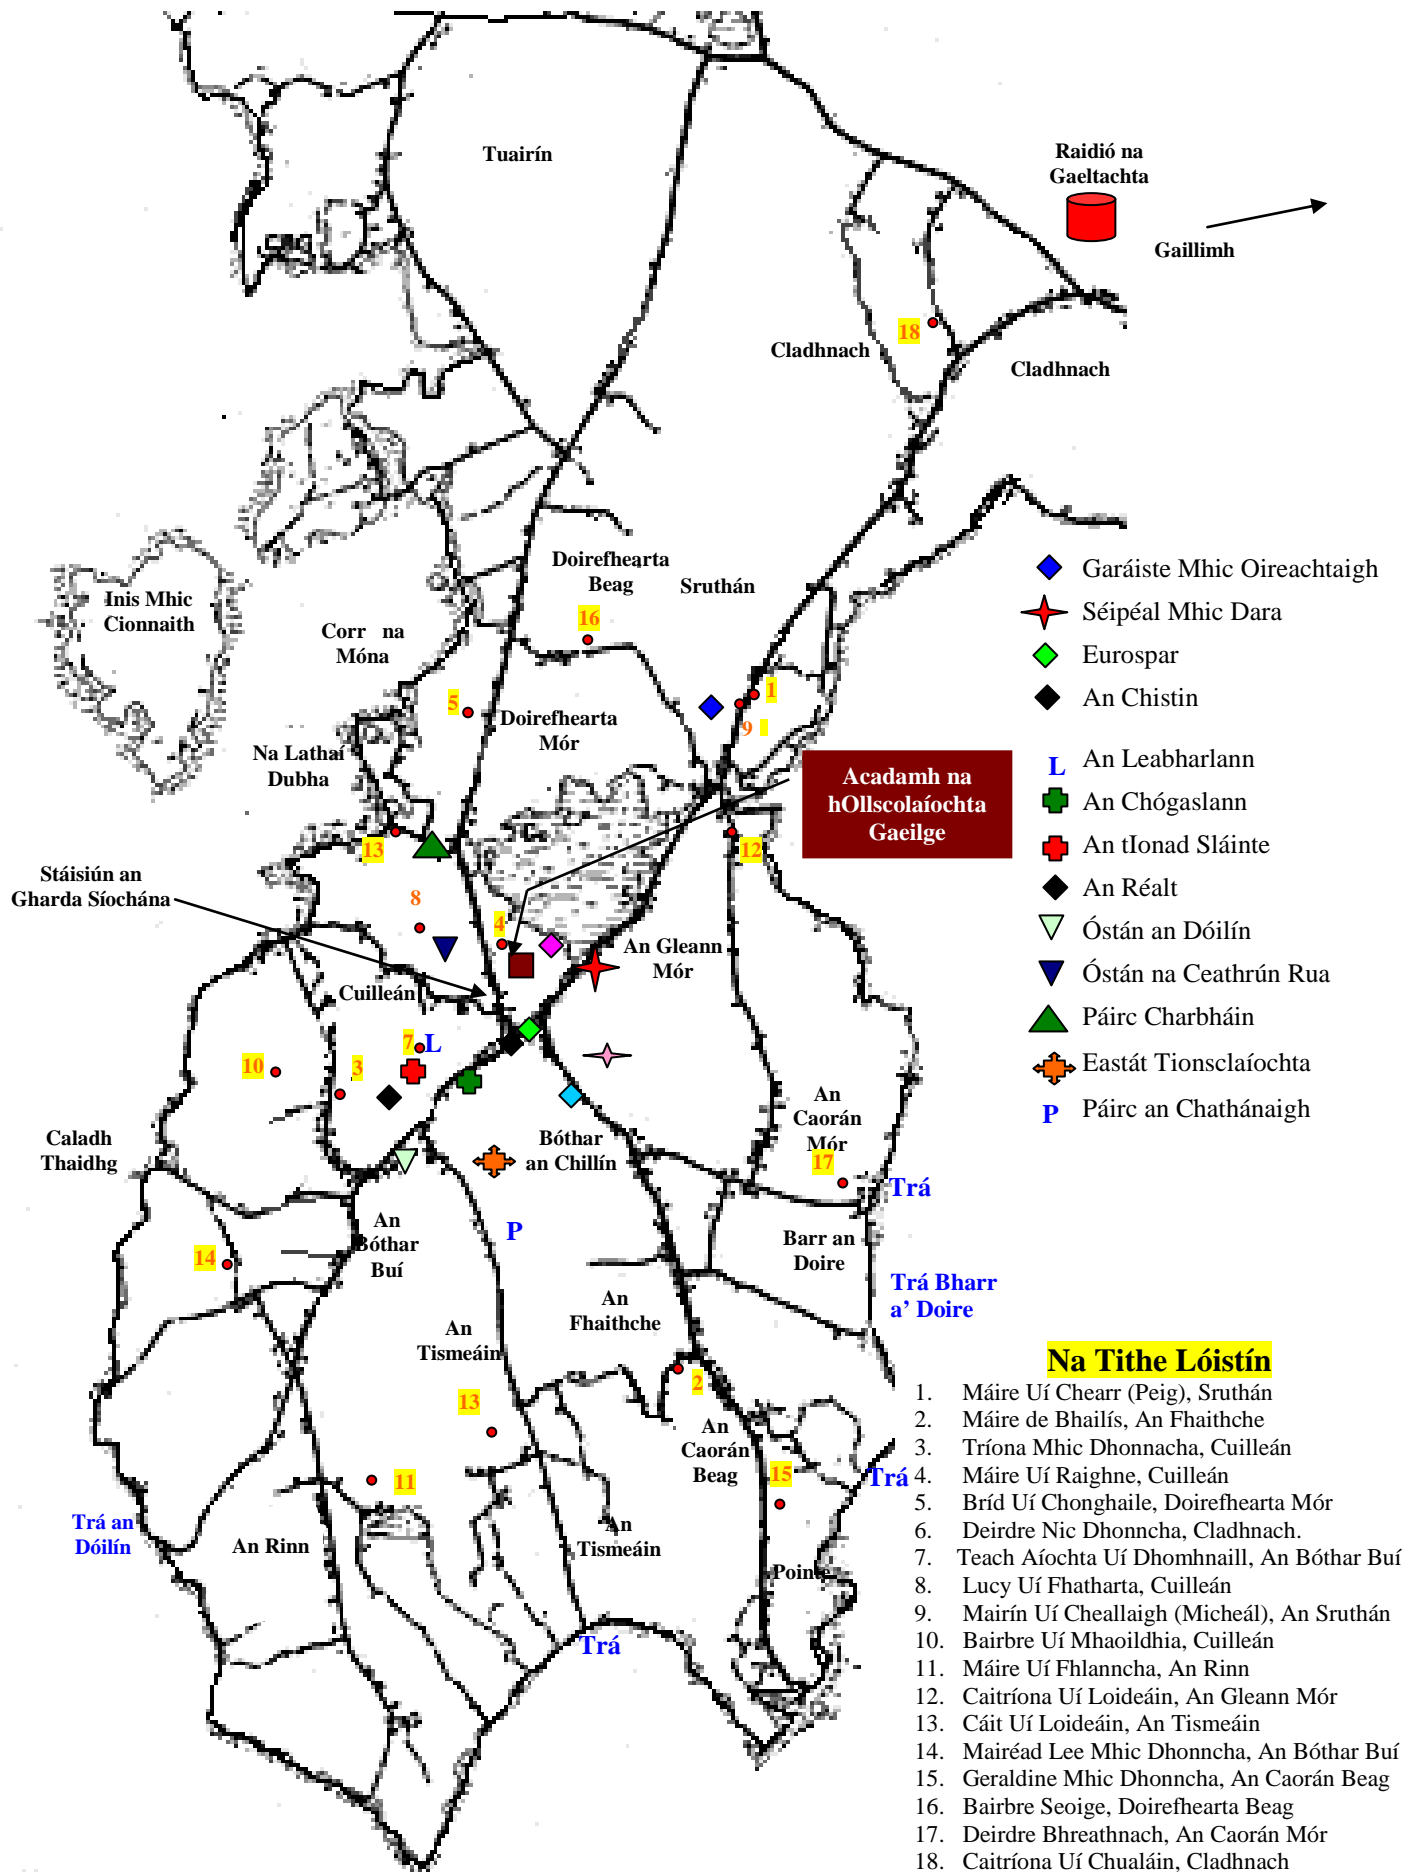 Tuairín
Raidió na
Gaeltachta
Gaillimh
18
Cladhnach
Cladhnach
Doirefhearta
Beag
Sruthán
Inis Mhic
Cionnaith
16
Corr na
Móna
1
5
Doirefhearta
Mór
9
Na Lathaí
Dubha
Acadamh na
hOllscolaíochta
Gaeilge
13
12
Stáisiún an
Gharda Síochána
8
4
An Gleann
Mór
Cuilleán
7
L
10
3
An
Caorán
Mór
Caladh
Thaidhg
Bóthar
an Chillín
17
Trá
An
Bóthar
Buí
P
Barr an
Doire
14
Trá Bharr
a' Doire
An
Fhaithche
An
Tismeáin
2
13
An
Caorán
Beag
11
15
Trá
Trá an
Dóilín
An Rinn
An
Tismeáin
Pointe
Trá
Garáiste Mhic Oireachtaigh
Séipéal Mhic Dara
Eurospar
An Chistin
L An Leabharlann
An Chógaslann
An tIonad Sláinte
An Réalt
Óstán an Dóilín
Óstán na Ceathrún Rua
Páirc Charbháin
Eastát Tionsclaíochta
P Páirc an Chathánaigh
Na Tithe Lóistín
1. Máire Uí Chearr (Peig), Sruthán
2. Máire de Bhailís, An Fhaithche
3. Tríona Mhic Dhonnacha, Cuilleán
4. Máire Uí Raighne, Cuilleán
5. Bríd Uí Chonghaile, Doirefhearta Mór
6. Deirdre Nic Dhonncha, Cladhnach.
7. Teach Aíochta Uí Dhomhnaill, An Bóthar Buí
8. Lucy Uí Fhatharta, Cuilleán
9. Mairín Uí Cheallaigh (Micheál), An Sruthán
10. Bairbre Uí Mhaoildhia, Cuilleán
11. Máire Uí Fhlanncha, An Rinn
12. Caitríona Uí Loideáin, An Gleann Mór
13. Cáit Uí Loideáin, An Tismeáin
14. Mairéad Lee Mhic Dhonncha, An Bóthar Buí
15. Geraldine Mhic Dhonncha, An Caorán Beag
16. Bairbre Seoige, Doirefhearta Beag
17. Deirdre Bhreathnach, An Caorán Mór
18. Caitríona Uí Chualáin, Cladhnach